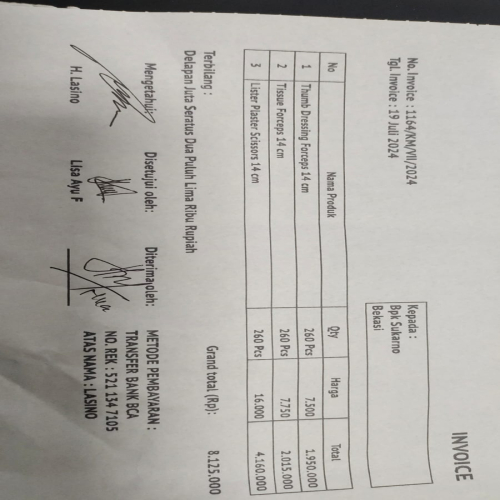 INVOICE
No. Invoice : 1164/KM/VII/2024
Tgl. Invoice : 19 Juli 2024
Kepada :
Bpk Sukarno
Bekasi
No Nama Produk Qty Harga Total
1 Thumb Dressing Forceps 14 cm 260 Pcs 7.500 1.950.000
2 Tissue Forceps 14 cm 260 Pcs 7.750 2.015.000
3 Lister Plaster Scissors 14 cm 260 Pcs 16.000 4.160.000
Grand total (Rp): 8.125.000
Terbilang :
Delapan Juta Seratus Dua Puluh Lima Ribu Rupiah
Mengetahui: Disetujui oleh: Diterima oleh:
H. Lasino Lisa Ayu F
METODE PEMBAYARAN :
TRANSFER BANK BCA
NO. REK : 521 154 7105
ATAS NAMA : LASINO